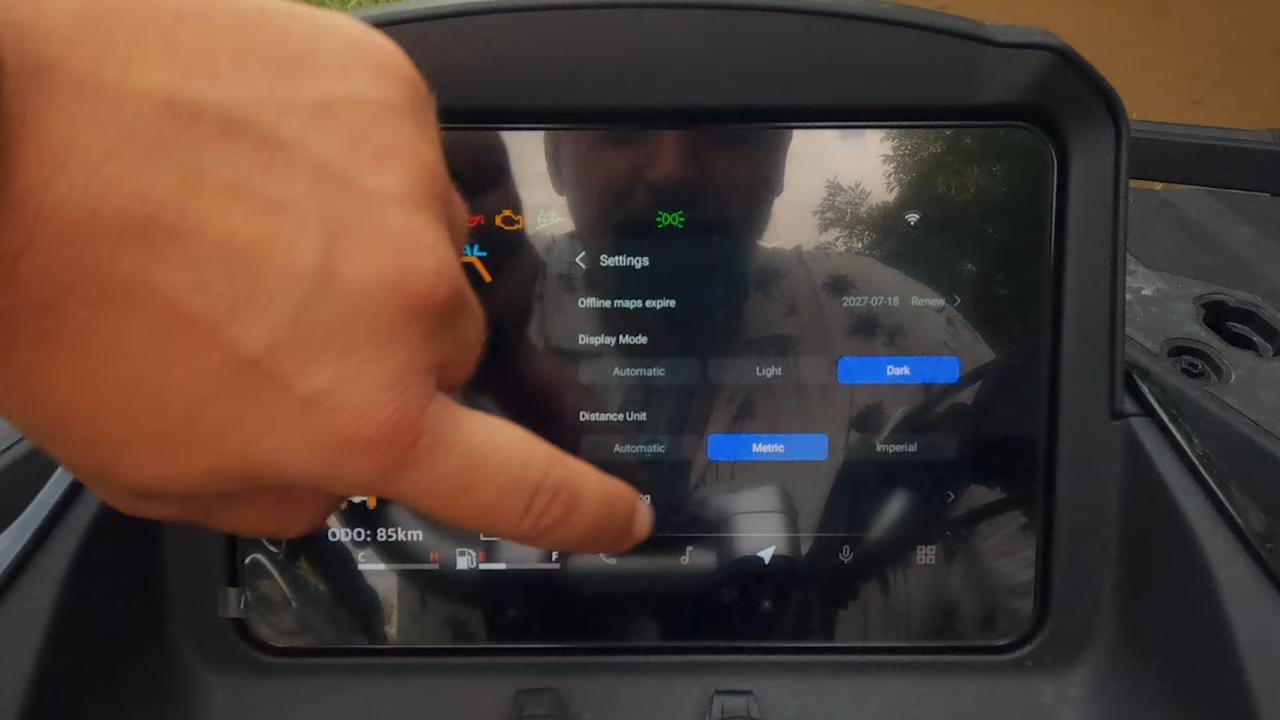 Settings
Offline maps expire 2027-07-18 Renew
Display Mode
Automatic Light Dark
Distance Unit
Automatic Metric Imperial
ODO: 85km
C H E F